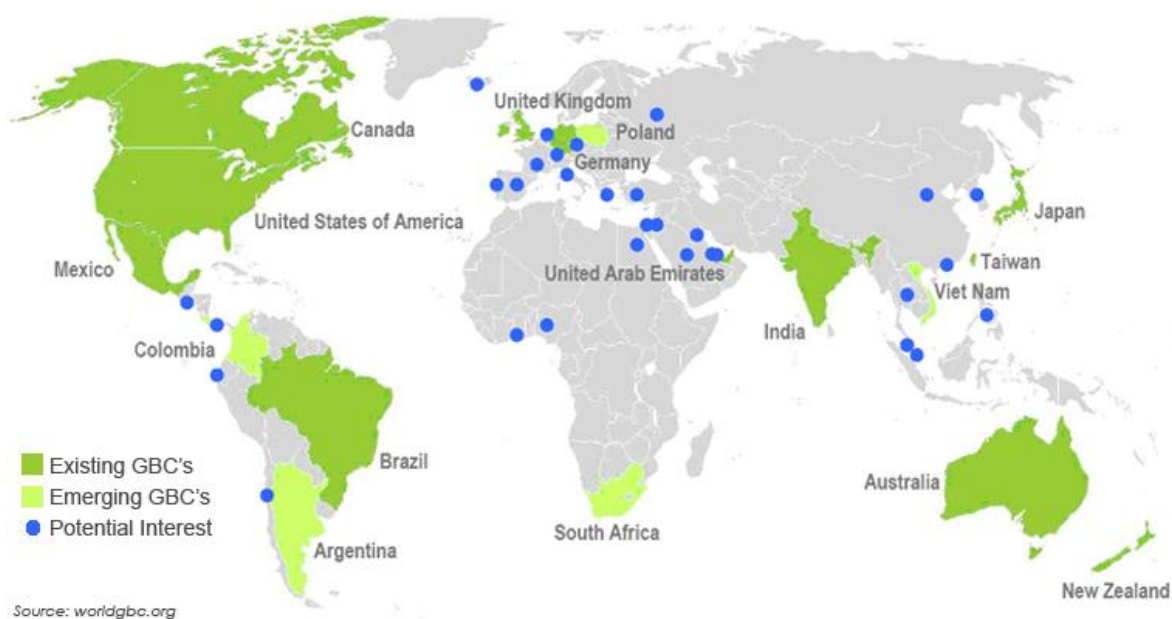 United Kingdom
Canada
Poland
Germany
United States of America
Japan
Mexico
United Arab Emirates
Taiwan
Viet Nam
India
Colombia
Brazil
Existing GBC's
Emerging GBC's
Potential Interest
Australia
South Africa
Argentina
New Zealand
Source: worldgbc.org